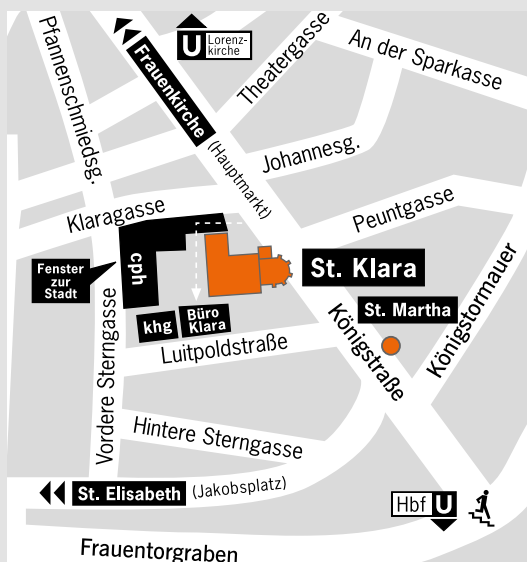 Pfannenschmiedsg.
Frauenkirche
(Hauptmarkt)
U Lorenz-
kirche
Theatergasse
An der Sparkasse
Johannesg.
Klaragasse
Peuntgasse
Fenster
zur
Stadt
cph
St. Klara
St. Martha
khg
Büro
Klara
Luitpoldstraße
Königstraße
Königstormauer
Vordere Sterngasse
Hintere Sterngasse
St. Elisabeth (Jakobsplatz)
Hbf U
Frauentorgraben